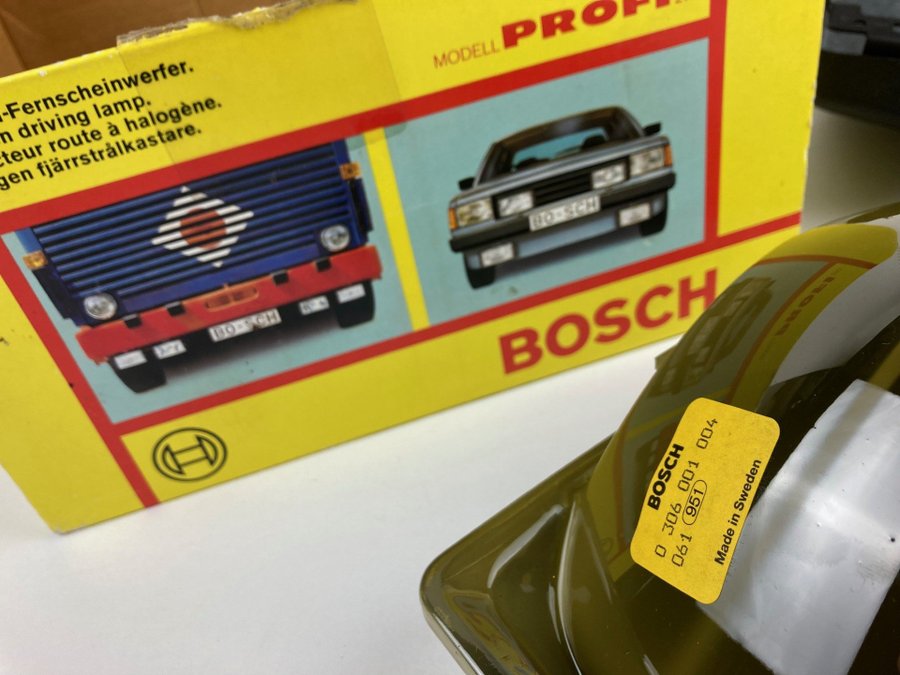 MODELL PROFI
-Fernscheinwerfer.
n driving lamp.
cteur route à halogène.
gen fjärrstrålkastare.
BO-SCH
BO-SCH
BOSCH
BOSCH
0 306 001 004
061 951
Made in Sweden